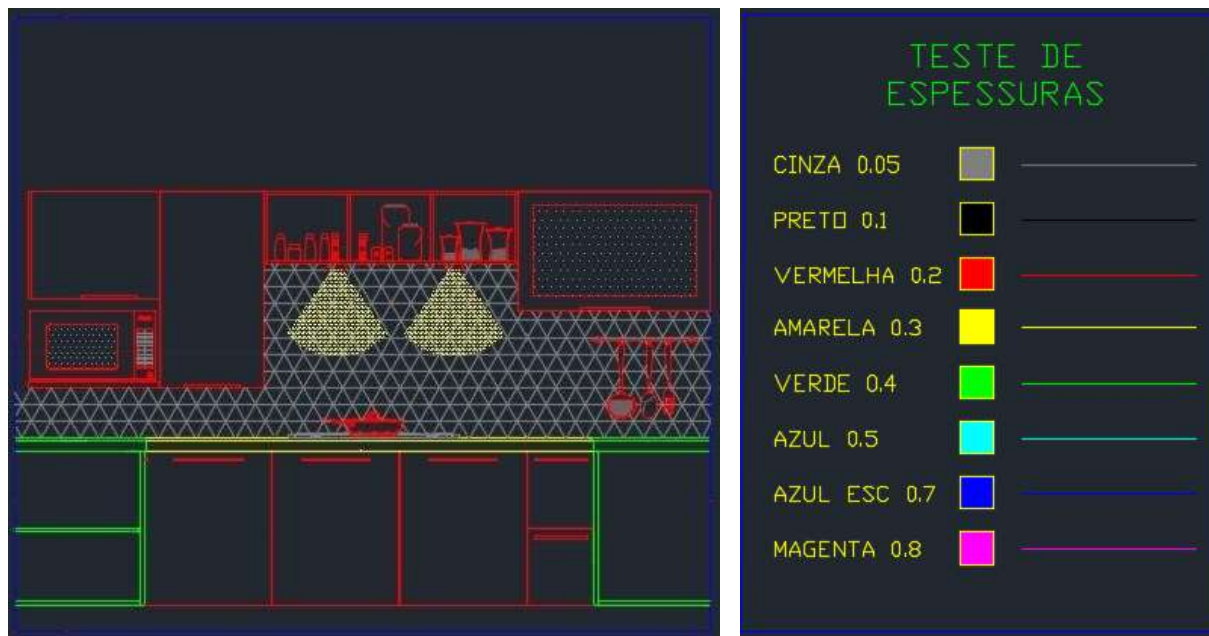 TESTE DE
ESPESSURAS
CINZA 0.05
PRETO 0.1
VERMELHA 0.2
AMARELA 0.3
VERDE 0.4
AZUL 0.5
AZUL ESC 0.7
MAGENTA 0.8